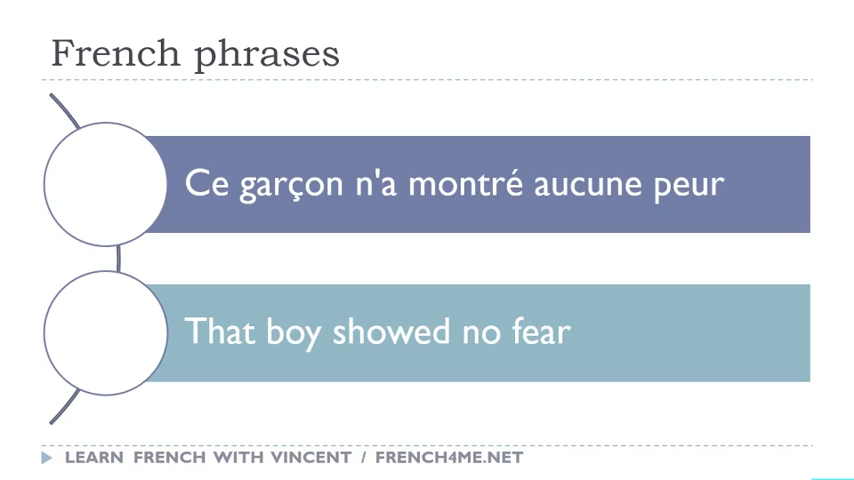 French phrases
Ce garçon n'a montré aucune peur
That boy showed no fear
LEARN FRENCH WITH VINCENT / FRENCH4ME.NET